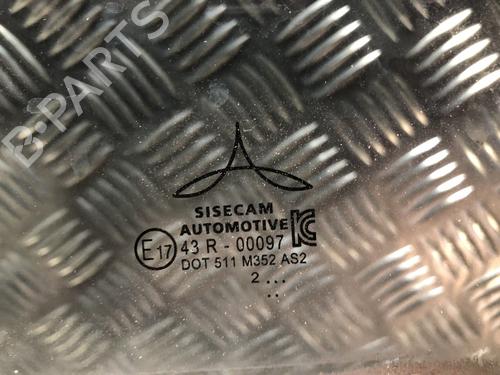 B-PARTS
SISECAM
AUTOMOTIVE
E17 43 R - 00097
DOT 511 M352 AS2
2 ...
..